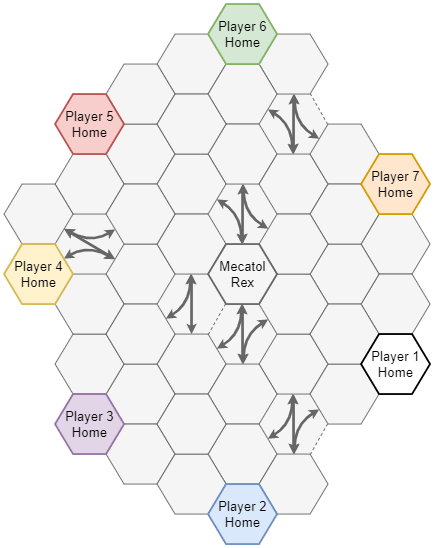 Player 6
Home
Player 5
Home
Player 7
Home
Player 4
Home
Mecatol
Rex
Player 1
Home
Player 3
Home
Player 2
Home